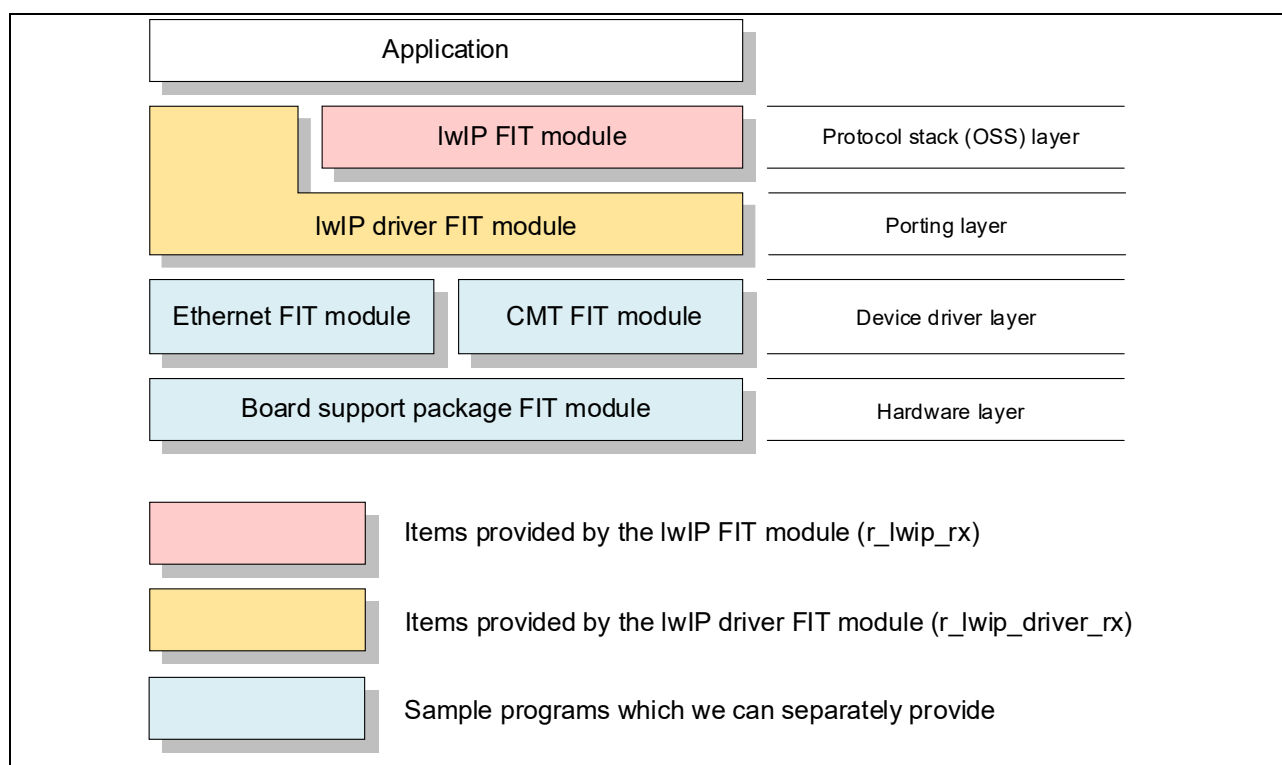 Application
lwIP FIT module
Protocol stack (OSS) layer
lwIP driver FIT module
Porting layer
Ethernet FIT module
CMT FIT module
Device driver layer
Board support package FIT module
Hardware layer
Items provided by the lwIP FIT module (r_lwip_rx)
Items provided by the lwIP driver FIT module (r_lwip_driver_rx)
Sample programs which we can separately provide